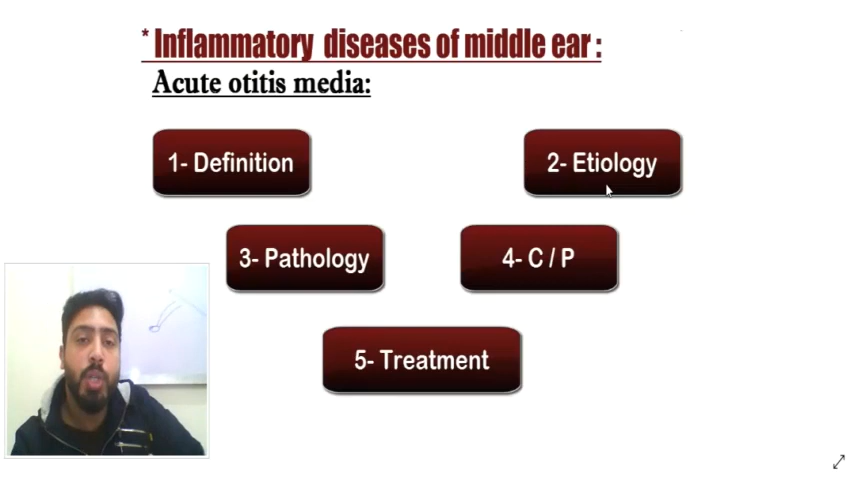 * Inflammatory diseases of middle ear :
Acute otitis media:
1- Definition
2- Etiology
3- Pathology
4- C / P
5- Treatment